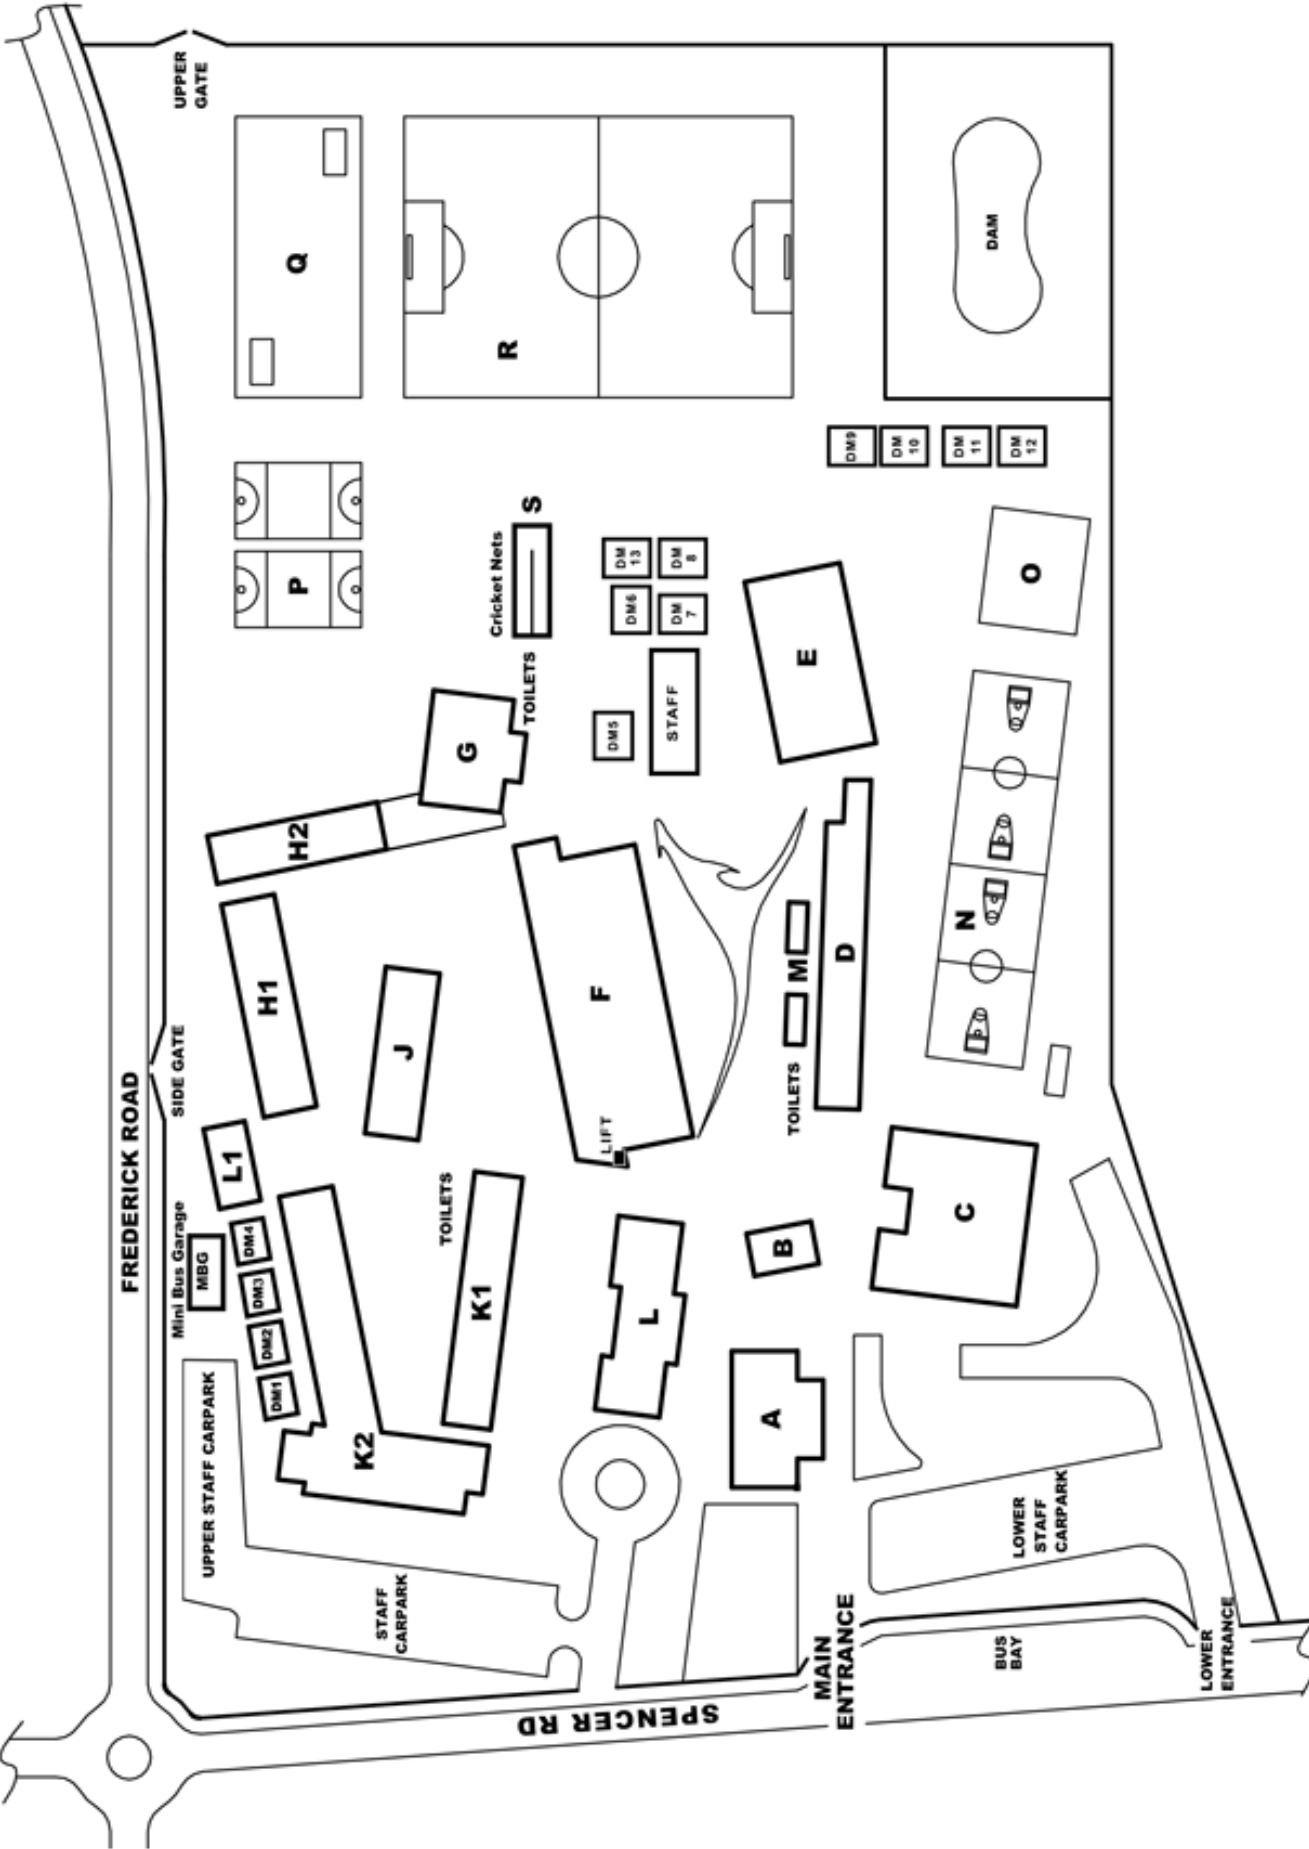 UPPER
GATE
Q
R
DAM
P
Cricket Nets
S
DM9
DM
10
DM
11
DM
12
DM
13
DM
8
DM6
DM
7
O
TOILETS
G
DM5
STAFF
E
H2
H1
J
F
M
D
N
SIDE GATE
FREDERICK ROAD
L1
LIFT
TOILETS
TOILETS
Mini Bus Garage
MBG
DM4
DM3
DM2
DM1
K1
K2
L
B
C
A
UPPER STAFF CARPARK
STAFF
CARPARK
LOWER
STAFF
CARPARK
MAIN
ENTRANCE
BUS
BAY
LOWER
ENTRANCE
SPENCER RD